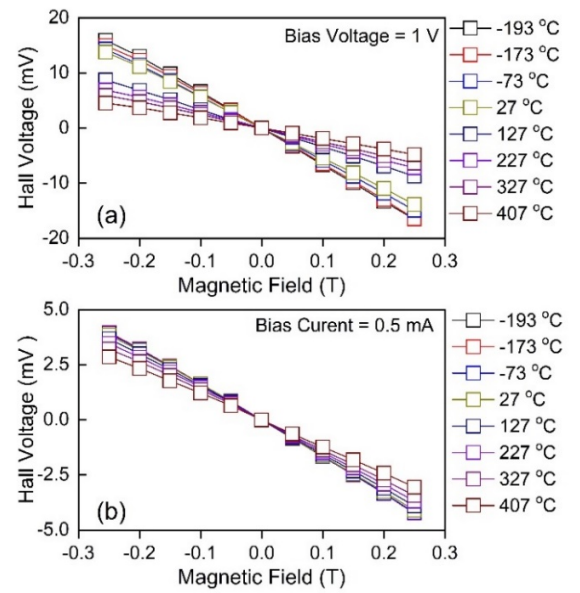 20
10
0
-10
-20
Hall Voltage (mV)
Bias Voltage = 1 V
(a)
-0.3 -0.2 -0.1 0.0 0.1 0.2 0.3
Magnetic Field (T)
-193 °C
-173 °C
-73 °C
27 °C
127 °C
227 °C
327 °C
407 °C
5.0
2.5
0.0
-2.5
-5.0
Hall Voltage (mV )
Bias Curent = 0.5 mA
(b)
-0.3 -0.2 -0.1 0.0 0.1 0.2 0.3
Magnetic Field (T)
-193 °C
-173 °C
-73 °C
27 °C
127 °C
227 °C
327 °C
407 °C